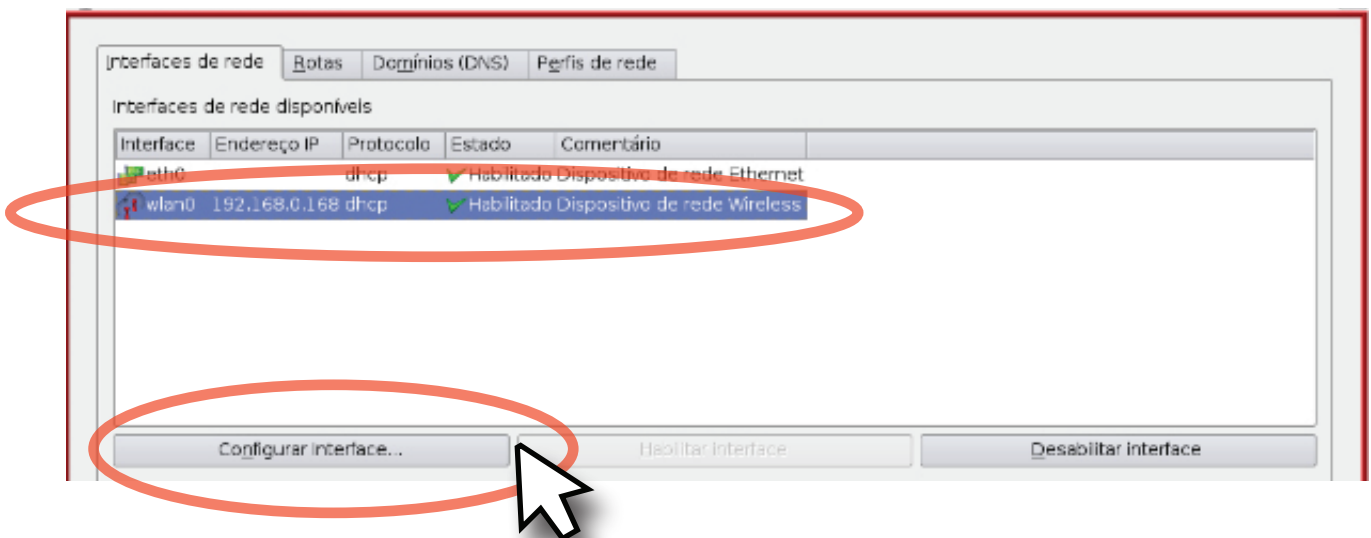 Interfaces de rede Rotas Domínios (DNS) Perfis de rede
Interfaces de rede disponíveis
Interface Endereço IP Protocolo Estado Comentário
eth0 dhcp Habilitado Dispositivo de rede Ethernet
wlan0 192.168.0.168 dhcp Habilitado Dispositivo de rede Wireless
Configurar interface... Habilitar interface Desabilitar interface